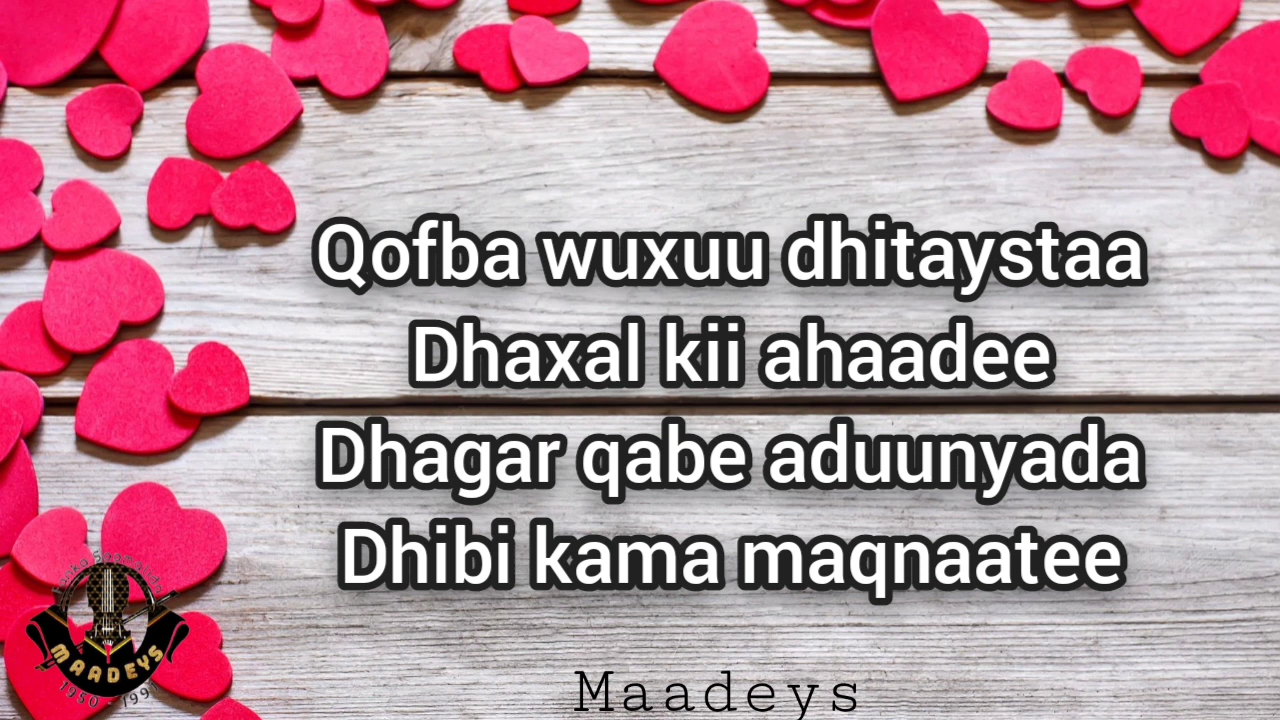 Qofba wuxuu dhitaystaa
Dhaxal kii ahaadee
Dhagar qabe aduunyada
Dhibi kama maqnaatee
MAADEYS
Maadeys